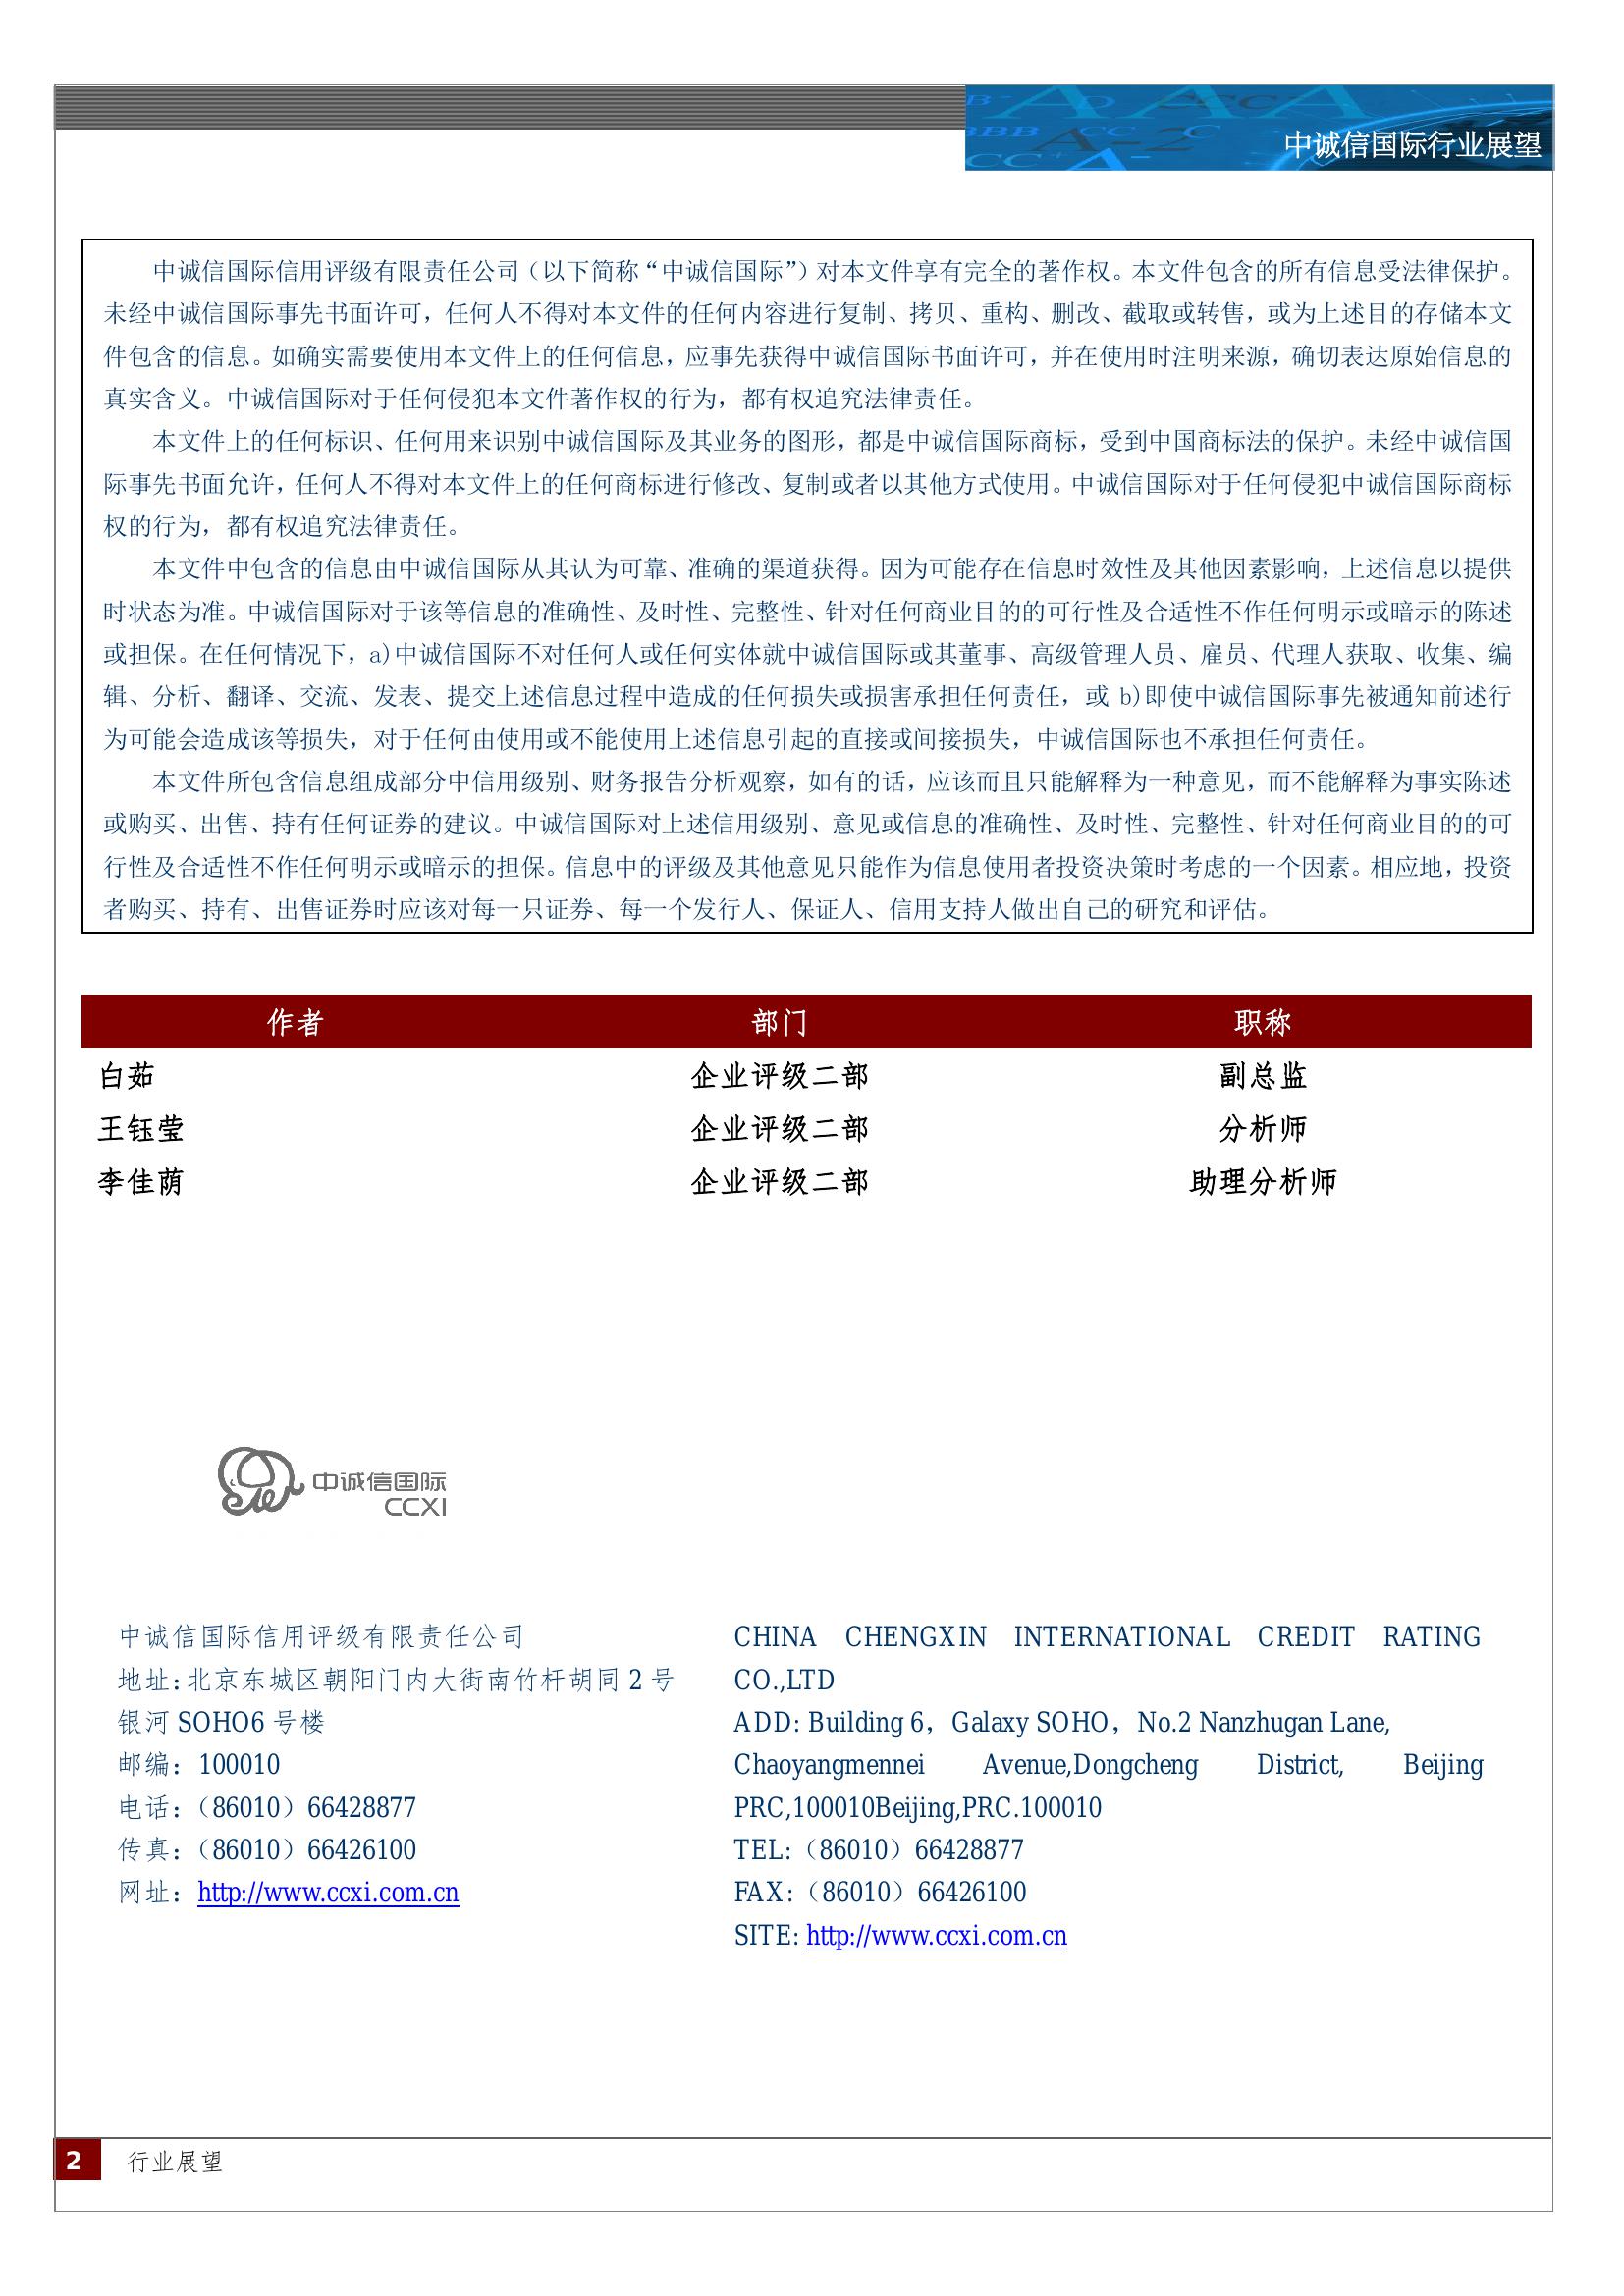 中诚信国际行业展望
中诚信国际信用评级有限责任公司（以下简称“中诚信国际”）对本文件享有完全的著作权。本文件包含的所有信息受法律保护。
未经中诚信国际事先书面许可，任何人不得对本文件的任何内容进行复制、拷贝、重构、删改、截取或转售，或为上述目的存储本文
件包含的信息。如确实需要使用本文件上的任何信息，应事先获得中诚信国际书面许可，并在使用时注明来源，确切表达原始信息的
真实含义。中诚信国际对于任何侵犯本文件著作权的行为，都有权追究法律责任。
本文件上的任何标识、任何用来识别中诚信国际及其业务的图形，都是中诚信国际商标，受到中国商标法的保护。未经中诚信国
际事先书面允许，任何人不得对本文件上的任何商标进行修改、复制或者以其他方式使用。中诚信国际对于任何侵犯中诚信国际商标
权的行为，都有权追究法律责任。
本文件中包含的信息由中诚信国际从其认为可靠、准确的渠道获得。因为可能存在信息时效性及其他因素影响，上述信息以提供
时状态为准。中诚信国际对于该等信息的准确性、及时性、完整性、针对任何商业目的的可行性及合适性不作任何明示或暗示的陈述
或担保。在任何情况下，a)中诚信国际不对任何人或任何实体就中诚信国际或其董事、高级管理人员、雇员、代理人获取、收集、编
辑、分析、翻译、交流、发表、提交上述信息过程中造成的任何损失或损害承担任何责任，或 b)即使中诚信国际事先被通知前述行
为可能会造成该等损失，对于任何由使用或不能使用上述信息引起的直接或间接损失，中诚信国际也不承担任何责任。
本文件所包含信息组成部分中信用级别、财务报告分析观察，如有的话，应该而且只能解释为一种意见，而不能解释为事实陈述
或购买、出售、持有任何证券的建议。中诚信国际对上述信用级别、意见或信息的准确性、及时性、完整性、针对任何商业目的的可
行性及合适性不作任何明示或暗示的担保。信息中的评级及其他意见只能作为信息使用者投资决策时考虑的一个因素。相应地，投资
者购买、持有、出售证券时应该对每一只证券、每一个发行人、保证人、信用支持人做出自己的研究和评估。
作者 部门 职称
白茹 企业评级二部 副总监
王钰莹 企业评级二部 分析师
李佳荫 企业评级二部 助理分析师
中诚信国际
CCXI
中诚信国际信用评级有限责任公司
地址：北京东城区朝阳门内大街南竹杆胡同 2 号
银河 SOHO6 号楼
邮编：100010
电话：（86010）66428877
传真：（86010）66426100
网址：http://www.ccxi.com.cn
CHINA CHENGXIN INTERNATIONAL CREDIT RATING
CO.,LTD
ADD: Building 6，Galaxy SOHO，No.2 Nanzhugan Lane,
Chaoyangmennei Avenue,Dongcheng District, Beijing
PRC,100010Beijing,PRC.100010
TEL:（86010）66428877
FAX:（86010）66426100
SITE: http://www.ccxi.com.cn
2 行业展望